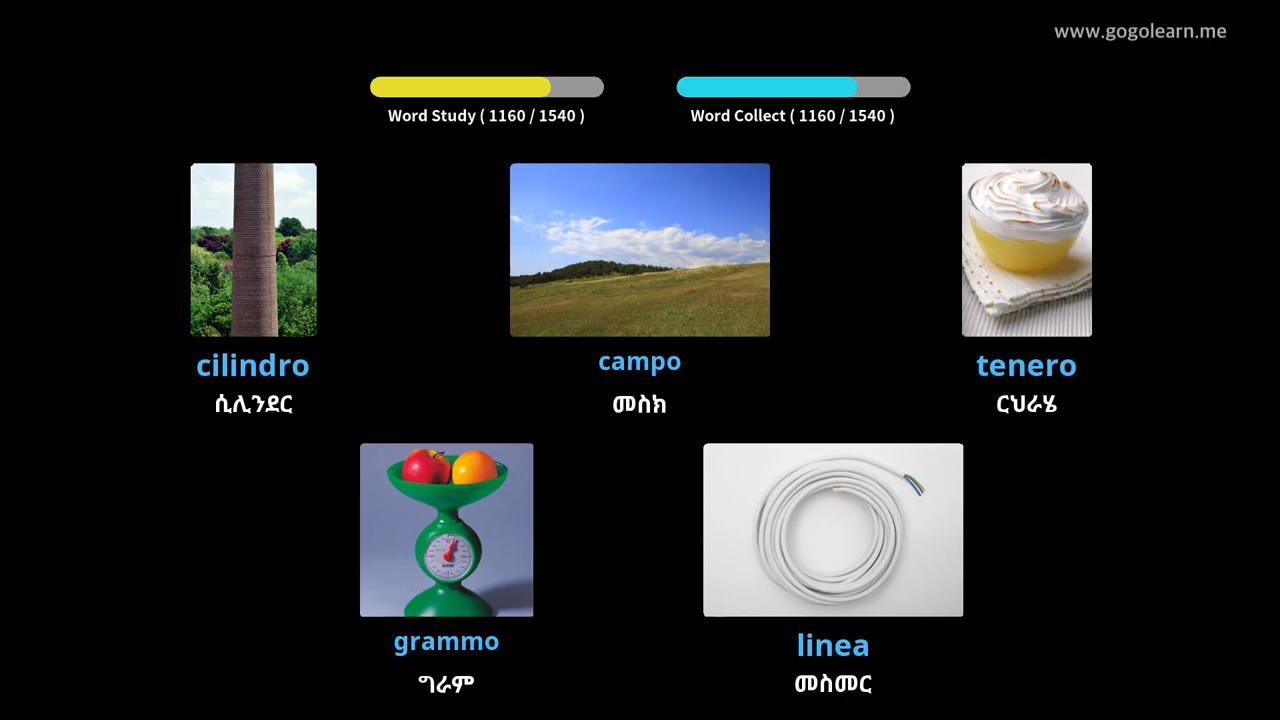 www.gogolearn.me
Word Study ( 1160 / 1540 )
Word Collect ( 1160 / 1540 )
cilindro
ሲሊንደር
campo
መስክ
tenero
ርህራሄ
grammo
ግራም
linea
መስመር